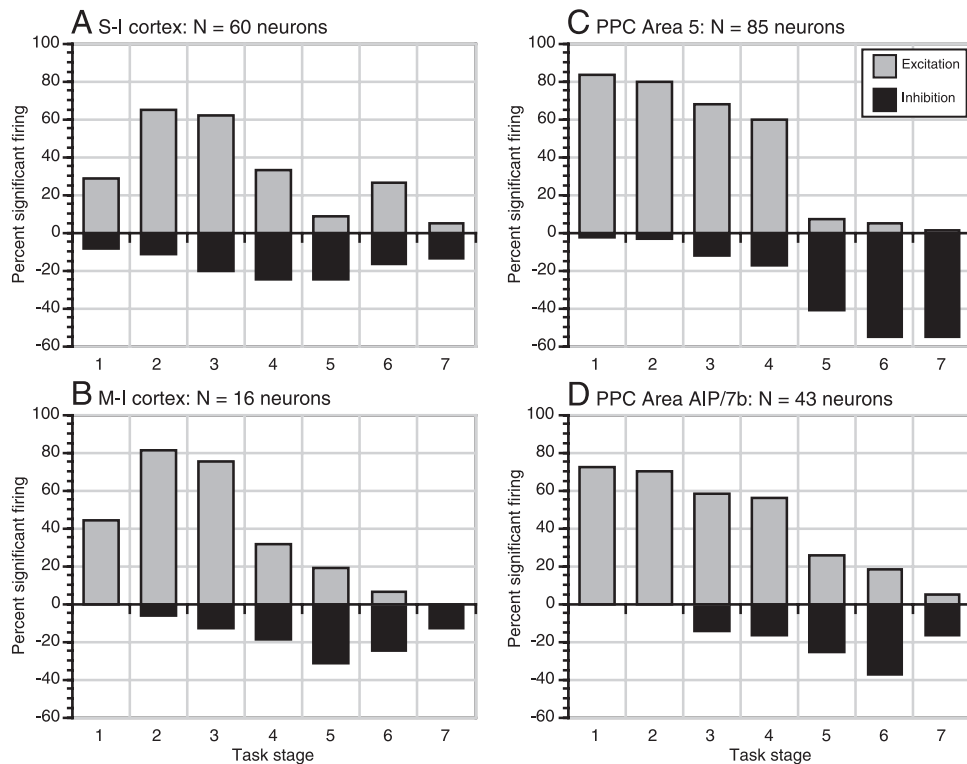 A S-I cortex: N = 60 neurons
Percent significant firing
100
80
60
40
20
0
-20
-40
-60
1 2 3 4 5 6 7
B M-I cortex: N = 16 neurons
Percent significant firing
100
80
60
40
20
0
-20
-40
-60
1 2 3 4 5 6 7
Task stage
C PPC Area 5: N = 85 neurons
Excitation
Inhibition
Percent significant firing
100
80
60
40
20
0
-20
-40
-60
1 2 3 4 5 6 7
D PPC Area AIP/7b: N = 43 neurons
Percent significant firing
100
80
60
40
20
0
-20
-40
-60
1 2 3 4 5 6 7
Task stage